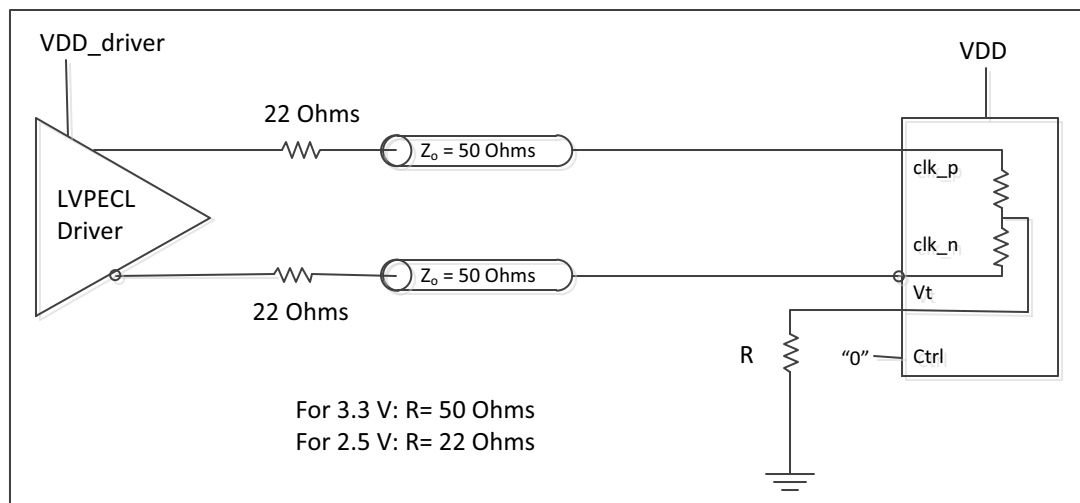 VDD_driver
VDD
22 Ohms
Zo = 50 Ohms
clk_p
LVPECL
Driver
clk_n
Zo = 50 Ohms
Vt
22 Ohms
R
“0”
Ctrl
For 3.3 V: R= 50 Ohms
For 2.5 V: R= 22 Ohms